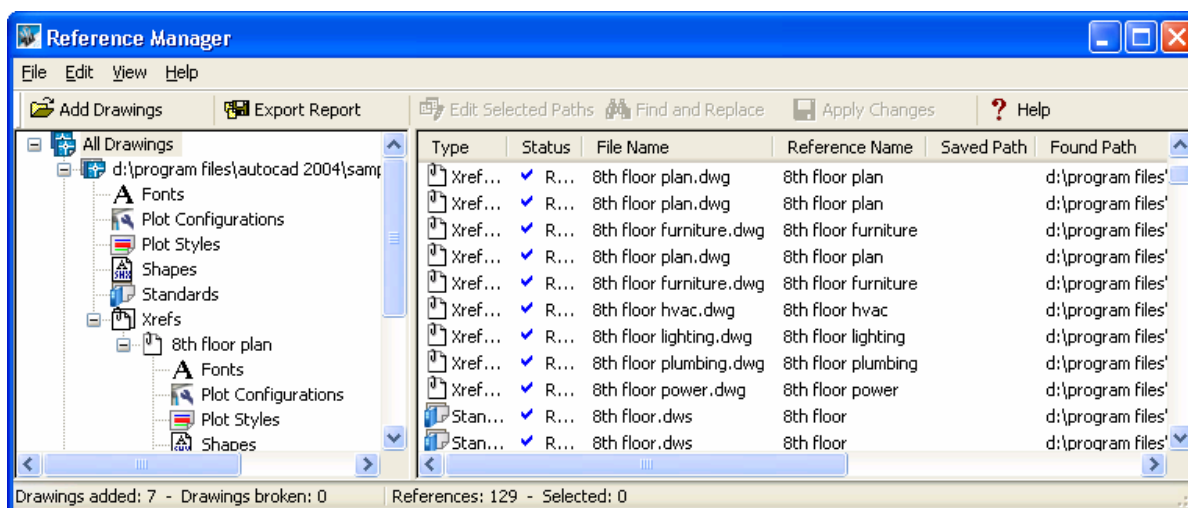 Reference Manager
File Edit View Help
Add Drawings Export Report Edit Selected Paths Find and Replace Apply Changes ? Help
All Drawings
d:\program files\autocad 2004\samp
A Fonts
Plot Configurations
Plot Styles
Shapes
Standards
Xrefs
8th floor plan
A Fonts
Plot Configurations
Plot Styles
Shapes
Type Status File Name Reference Name Saved Path Found Path
Xref... R... 8th floor plan.dwg 8th floor plan d:\program files'
Xref... R... 8th floor plan.dwg 8th floor plan d:\program files'
Xref... R... 8th floor furniture.dwg 8th floor furniture d:\program files'
Xref... R... 8th floor plan.dwg 8th floor plan d:\program files'
Xref... R... 8th floor furniture.dwg 8th floor furniture d:\program files'
Xref... R... 8th floor hvac.dwg 8th floor hvac d:\program files'
Xref... R... 8th floor lighting.dwg 8th floor lighting d:\program files'
Xref... R... 8th floor plumbing.dwg 8th floor plumbing d:\program files'
Xref... R... 8th floor power.dwg 8th floor power d:\program files'
Stan... R... 8th floor.dws 8th floor d:\program files'
Stan... R... 8th floor.dws 8th floor d:\program files'
Drawings added: 7 - Drawings broken: 0 References: 129 - Selected: 0